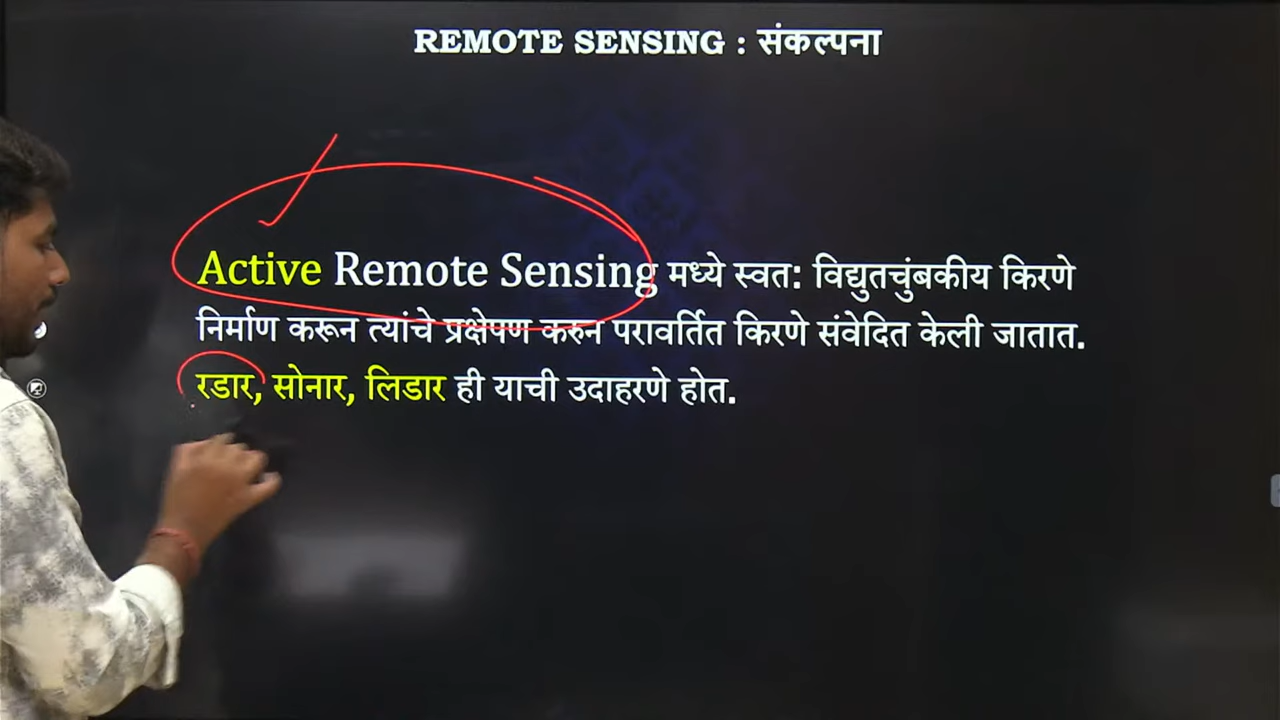 REMOTE SENSING : संकल्पना
Active Remote Sensing मध्ये स्वत: विद्युतचुंबकीय किरणे
निर्माण करून त्यांचे प्रक्षेपण करुन परावर्तित किरणे संवेदित केली जातात.
रडार, सोनार, लिडार ही याची उदाहरणे होत.